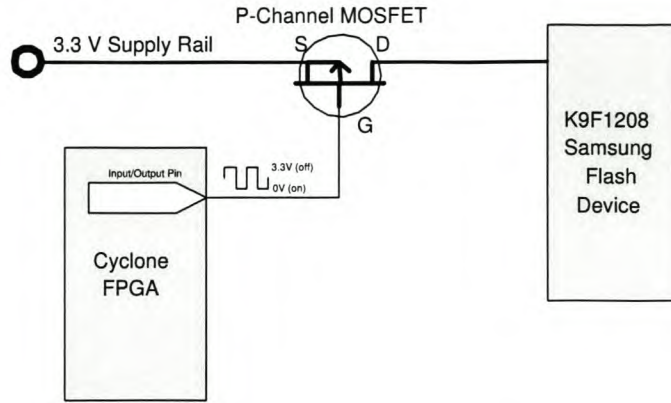 P-Channel MOSFET
3.3 V Supply Rail
S
D
G
K9F1208
Samsung
Flash
Device
Input/Output Pin
3.3V (off)
0V (on)
Cyclone
FPGA